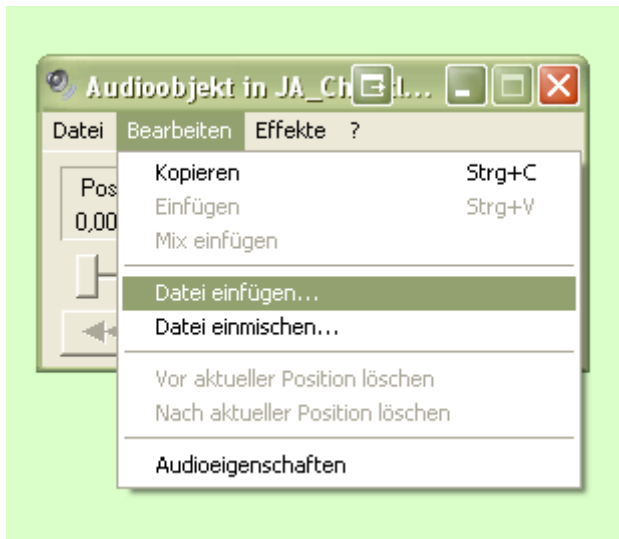 Audioobjekt in JA_Ch
Datei Bearbeiten Effekte ?
Kopieren Strg+C
Pos
Einfügen Strg+V
0,00
Mix einfügen
Datei einfügen...
Datei einmischen...
Vor aktueller Position löschen
Nach aktueller Position löschen
Audioeigenschaften